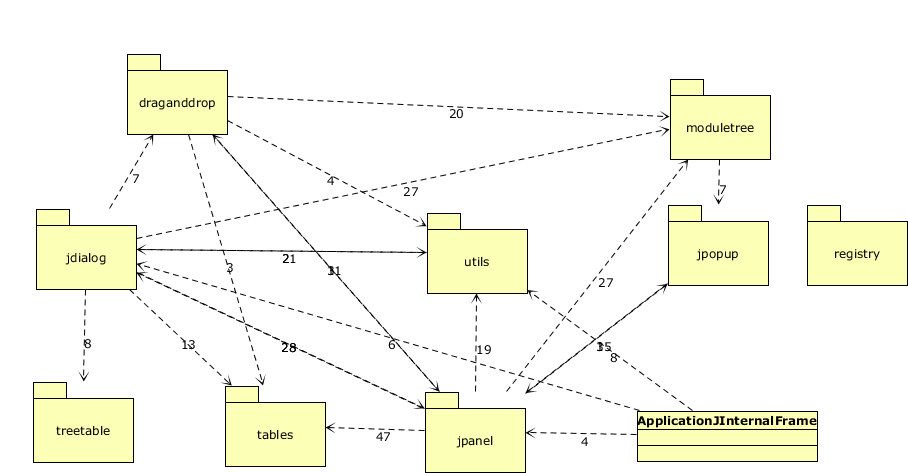 draganddrop
20
moduletree
7
4
27
7
jdialog
21
utils
jpopup
registry
3
27
8
13
28
6
19
8
treetable
tables
47
jpanel
4
ApplicationJInternalFrame